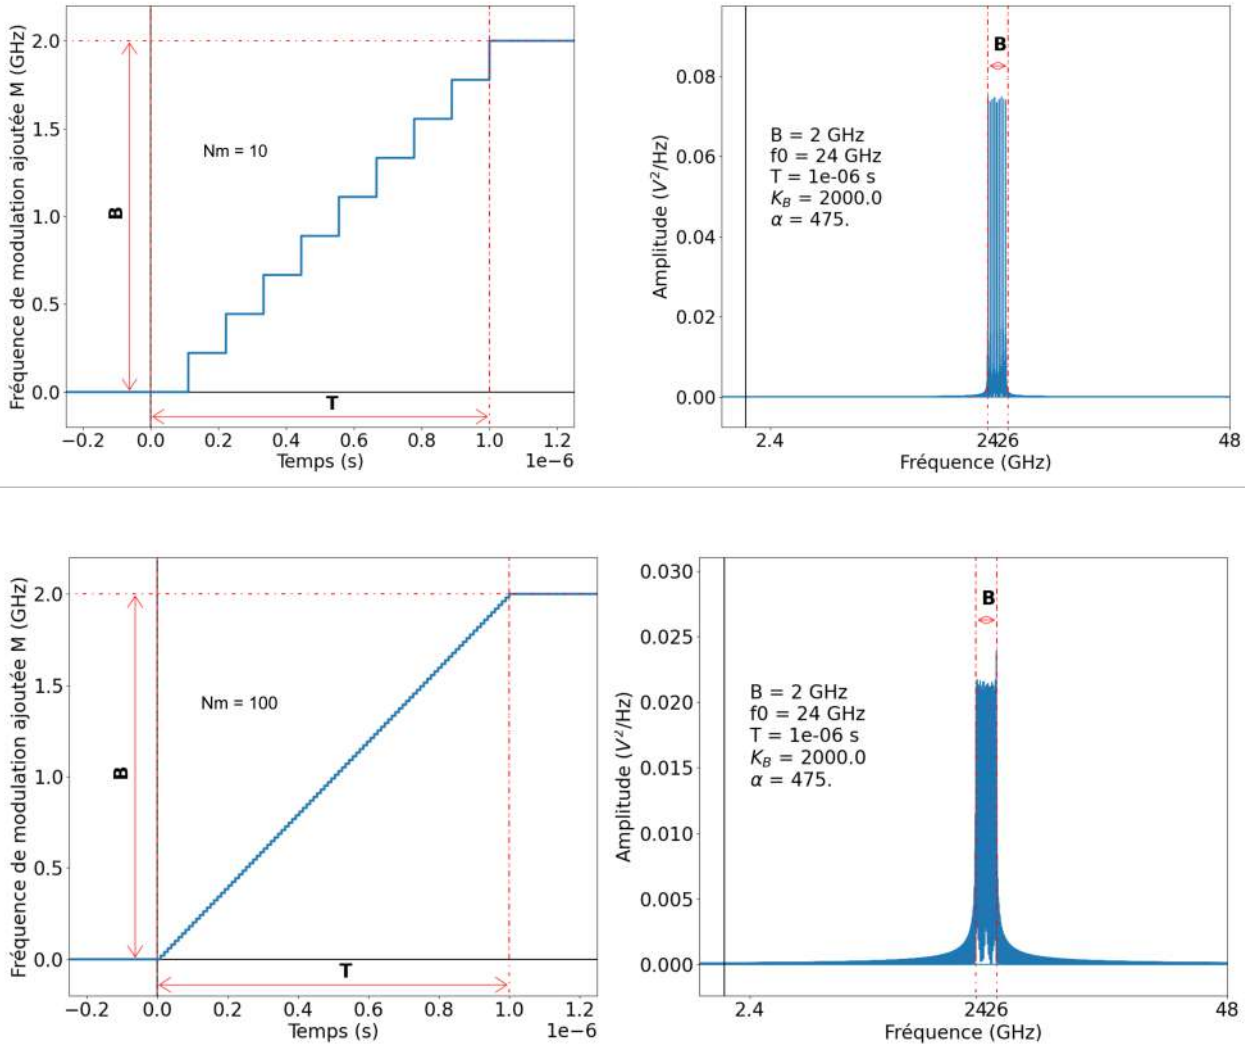 Fréquence de modulation ajoutée M (GHz)
2.0
1.5
1.0
0.5
0.0
B
Nm = 10
T
−0.2 0.0 0.2 0.4 0.6 0.8 1.0 1.2
Temps (s)
1e−6
Amplitude (V²/Hz)
0.08
0.06
0.04
0.02
0.00
B
B = 2 GHz
f0 = 24 GHz
T = 1e-06 s
K_B = 2000.0
α = 475.
2.4 24 26 48
Fréquence (GHz)
Fréquence de modulation ajoutée M (GHz)
2.0
1.5
1.0
0.5
0.0
B
Nm = 100
T
−0.2 0.0 0.2 0.4 0.6 0.8 1.0 1.2
Temps (s)
1e−6
Amplitude (V²/Hz)
0.030
0.025
0.020
0.015
0.010
0.005
0.000
B
B = 2 GHz
f0 = 24 GHz
T = 1e-06 s
K_B = 2000.0
α = 475.
2.4 24 26 48
Fréquence (GHz)